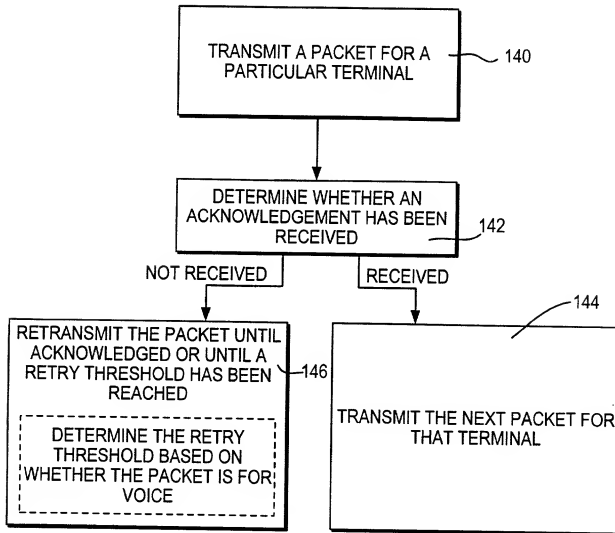 TRANSMIT A PACKET FOR A
PARTICULAR TERMINAL
140
DETERMINE WHETHER AN
ACKNOWLEDGEMENT HAS BEEN
RECEIVED
142
NOT RECEIVED
RECEIVED
144
RETRANSMIT THE PACKET UNTIL
ACKNOWLEDGED OR UNTIL A
RETRY THRESHOLD HAS BEEN
REACHED
146
DETERMINE THE RETRY
THRESHOLD BASED ON
WHETHER THE PACKET IS FOR
VOICE
TRANSMIT THE NEXT PACKET FOR
THAT TERMINAL